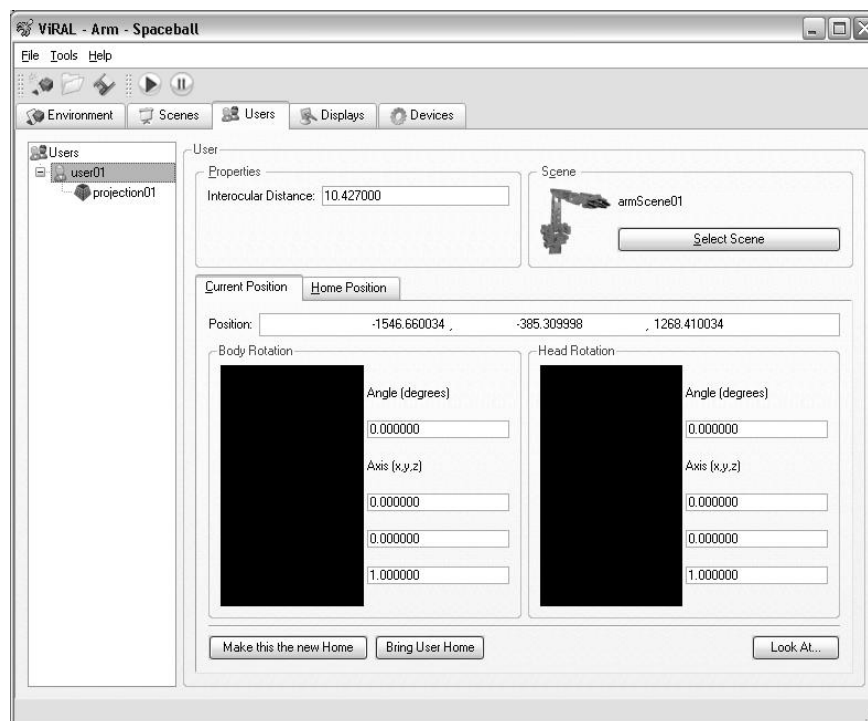 ViRAL - Arm - Spaceball
File Tools Help
Environment Scenes Users Displays Devices
Users
user01
projection01
User
Properties
Interocular Distance: 10.427000
Scene
armScene01
Select Scene
Current Position Home Position
Position: -1546.660034 , -385.309998 , 1268.410034
Body Rotation
Angle (degrees)
0.000000
Axis (x,y,z)
0.000000
0.000000
1.000000
Head Rotation
Angle (degrees)
0.000000
Axis (x,y,z)
0.000000
0.000000
1.000000
Make this the new Home Bring User Home Look At...